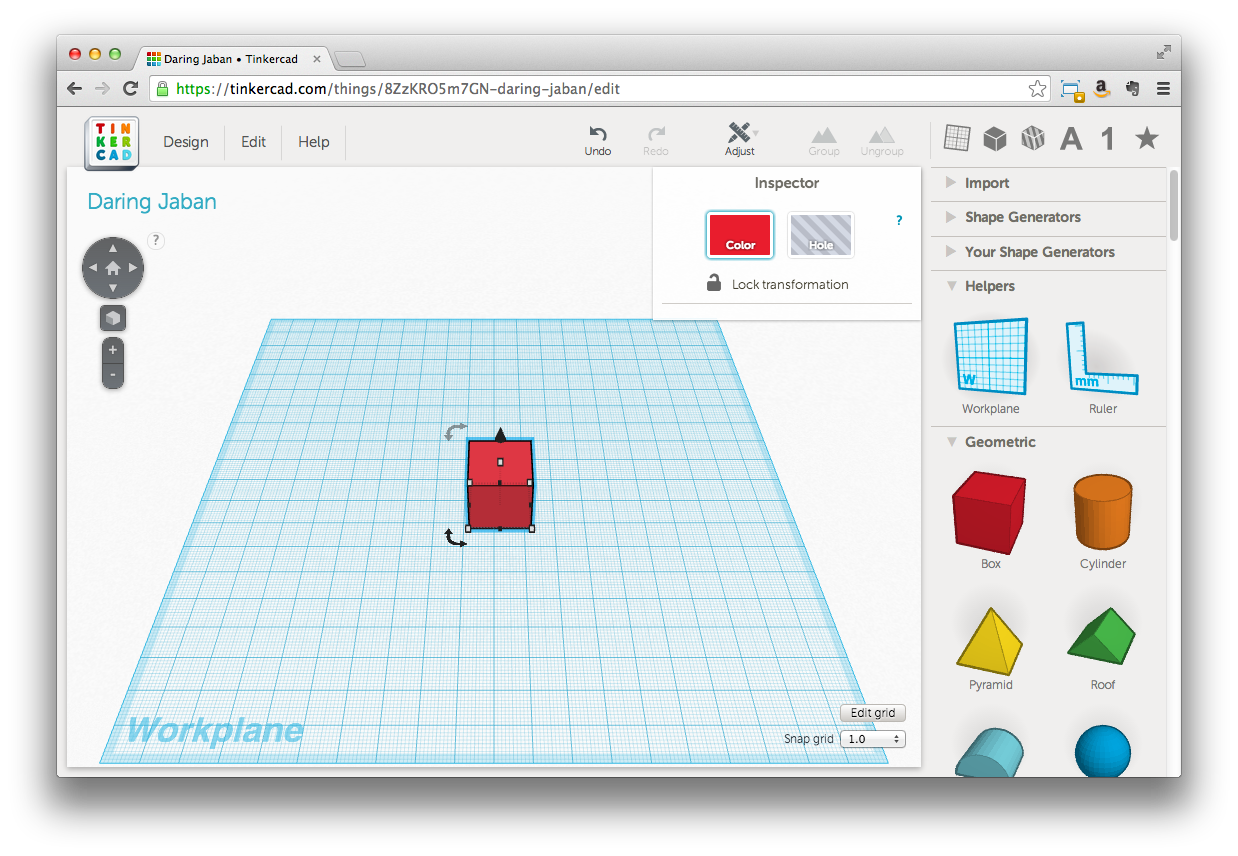 Daring Jaban • Tinkercad
https://tinkercad.com/things/8ZzKRO5m7GN-daring-jaban/edit
TIN
KER
CAD
Design
Edit
Help
Undo
Redo
Adjust
Group
Ungroup
A
1
Daring Jaban
?
+
-
Inspector
Color
Hole
?
Lock transformation
Import
Shape Generators
Your Shape Generators
Helpers
W
mm
Workplane
Ruler
Geometric
Box
Cylinder
Pyramid
Roof
Workplane
Edit grid
Snap grid
1.0